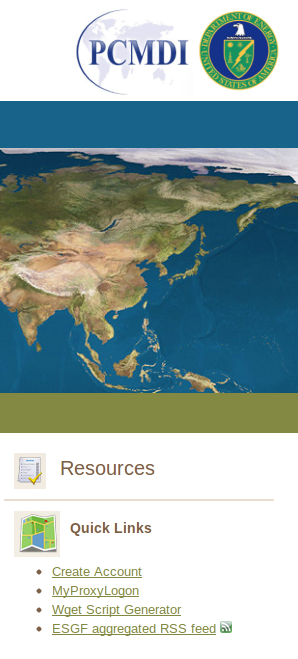 PCMDI
DEPARTMENT OF ENERGY
UNITED STATES OF AMERICA
Resources
Quick Links
Create Account
MyProxyLogon
Wget Script Generator
ESGF aggregated RSS feed